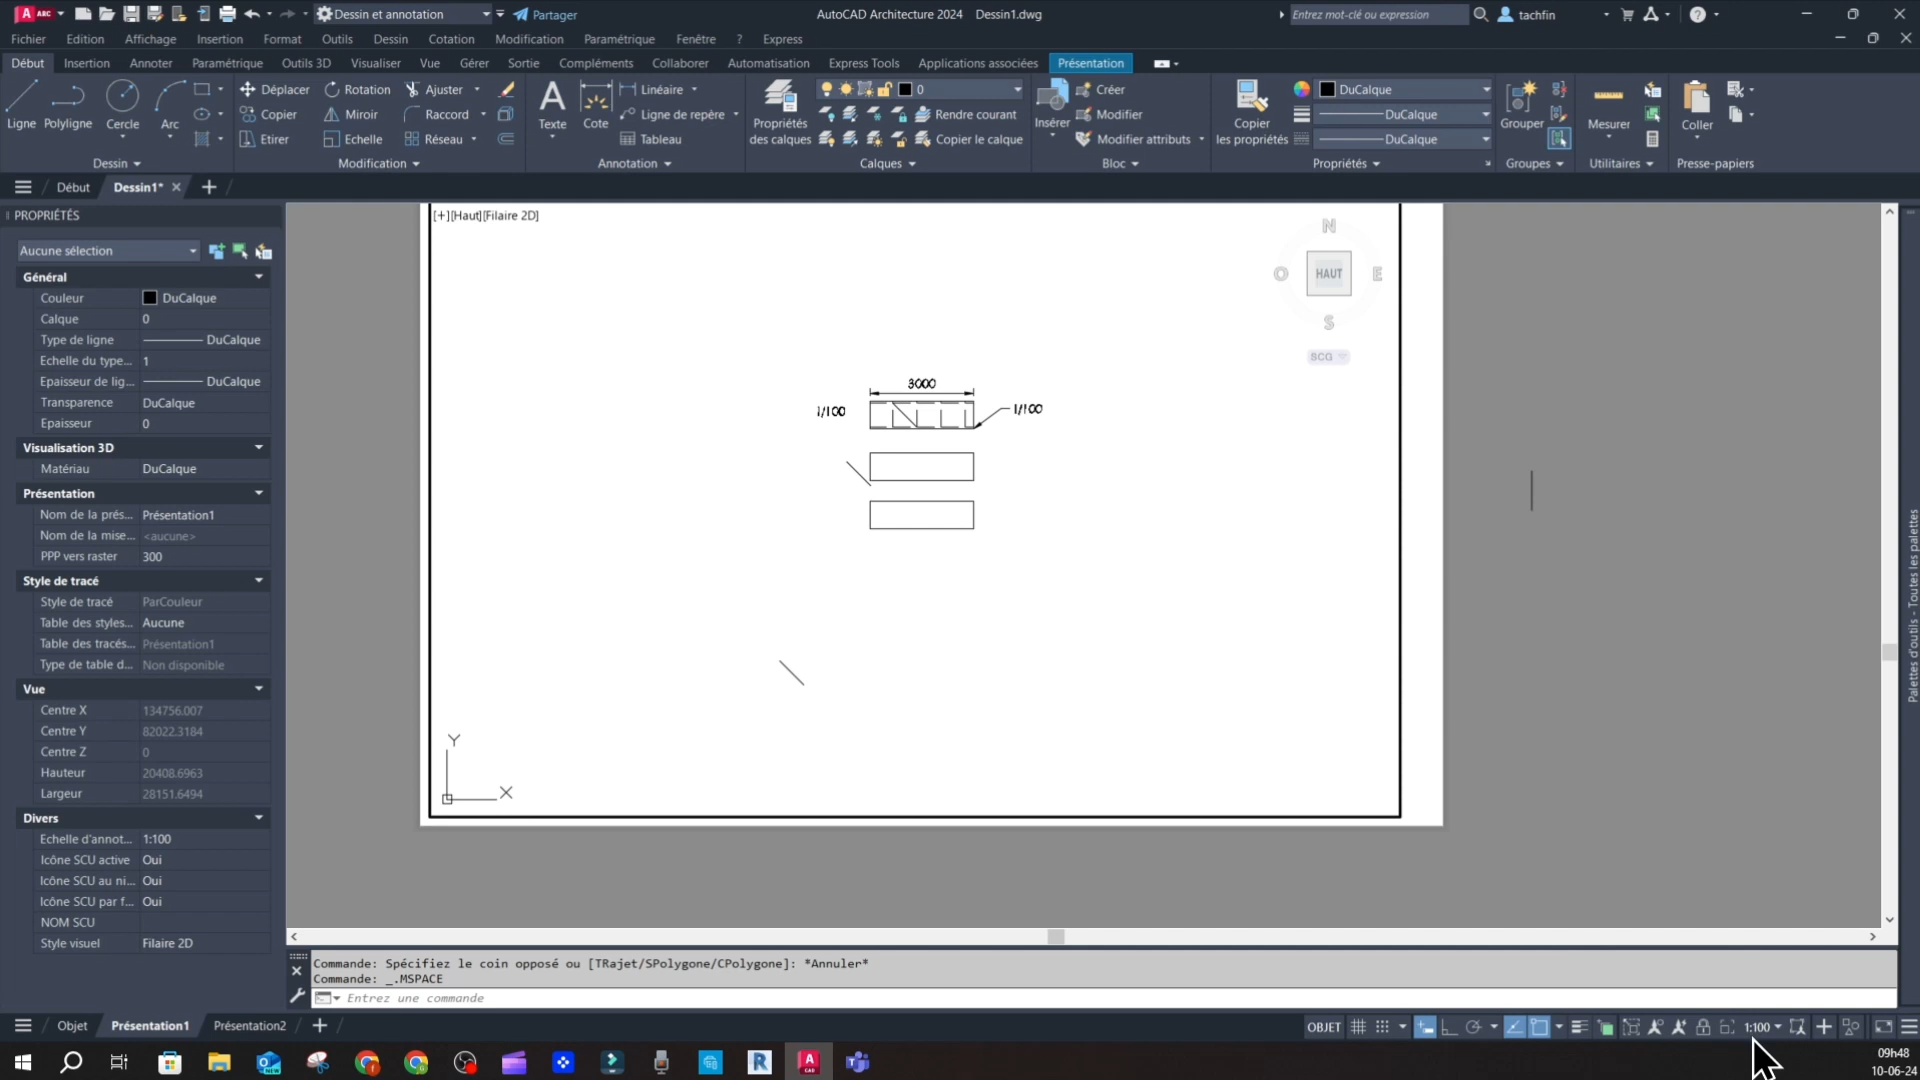 ARC Dessin et annotation Partager AutoCAD Architecture 2024 Dessin1.dwg Entrez mot-clé ou expression tachfin
Fichier Edition Affichage Insertion Format Outils Dessin Cotation Modification Paramétrique Fenêtre ? Express
Début Insertion Annoter Paramétrique Outils 3D Visualiser Vue Gérer Sortie Compléments Collaborer Automatisation Express Tools Applications associées Présentation
Déplacer Rotation Ajuster Linéaire 0 Créer DuCalque
Copier Miroir Raccord Ligne de repère Rendre courant Modifier DuCalque
Ligne Polyligne Cercle Arc Texte Cote Propriétés des calques Insérer Copier les propriétés Grouper Mesurer Coller
Etirer Echelle Réseau Tableau Copier le calque Modifier attributs DuCalque
Dessin Modification Annotation Calques Bloc Propriétés Groupes Utilitaires Presse-papiers
Début Dessin1*
PROPRIÉTÉS
Aucune sélection
Général
Couleur DuCalque
Calque 0
Type de ligne DuCalque
Echelle du type... 1
Epaisseur de lig... DuCalque
Transparence DuCalque
Epaisseur 0
Visualisation 3D
Matériau DuCalque
Présentation
Nom de la prés... Présentation1
Nom de la mise... <aucune>
PPP vers raster 300
Style de tracé
Style de tracé ParCouleur
Table des styles... Aucune
Table des tracés... Présentation1
Type de table d... Non disponible
Vue
Centre X 134756.007
Centre Y 82022.3184
Centre Z 0
Hauteur 20408.6963
Largeur 28151.6494
Divers
Echelle d'annot... 1:100
Icône SCU active Oui
Icône SCU au ni... Oui
Icône SCU par f... Oui
NOM SCU
Style visuel Filaire 2D
[+][Haut][Filaire 2D]
N
O HAUT E
S
SCG
3000
1/100 1/100
Y
X
Palettes d'outils - Toutes les palettes
Commande: Spécifiez le coin opposé ou [TRajet/SPolygone/CPolygone]: *Annuler*
Commande: _.MSPACE
Entrez une commande
Objet Présentation1 Présentation2 OBJET 1:100
09h48
10-06-24